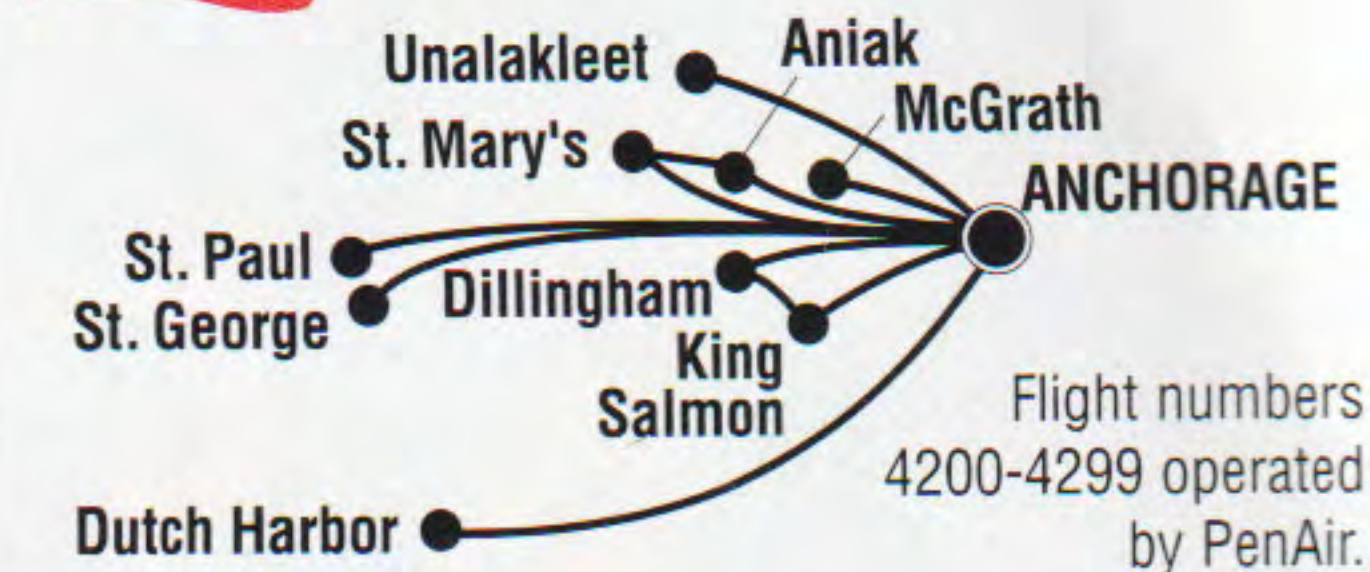 Unalakleet
Aniak
McGrath
St. Mary's
ANCHORAGE
St. Paul
St. George
Dillingham
King
Salmon
Dutch Harbor
Flight numbers
4200-4299 operated
by PenAir.